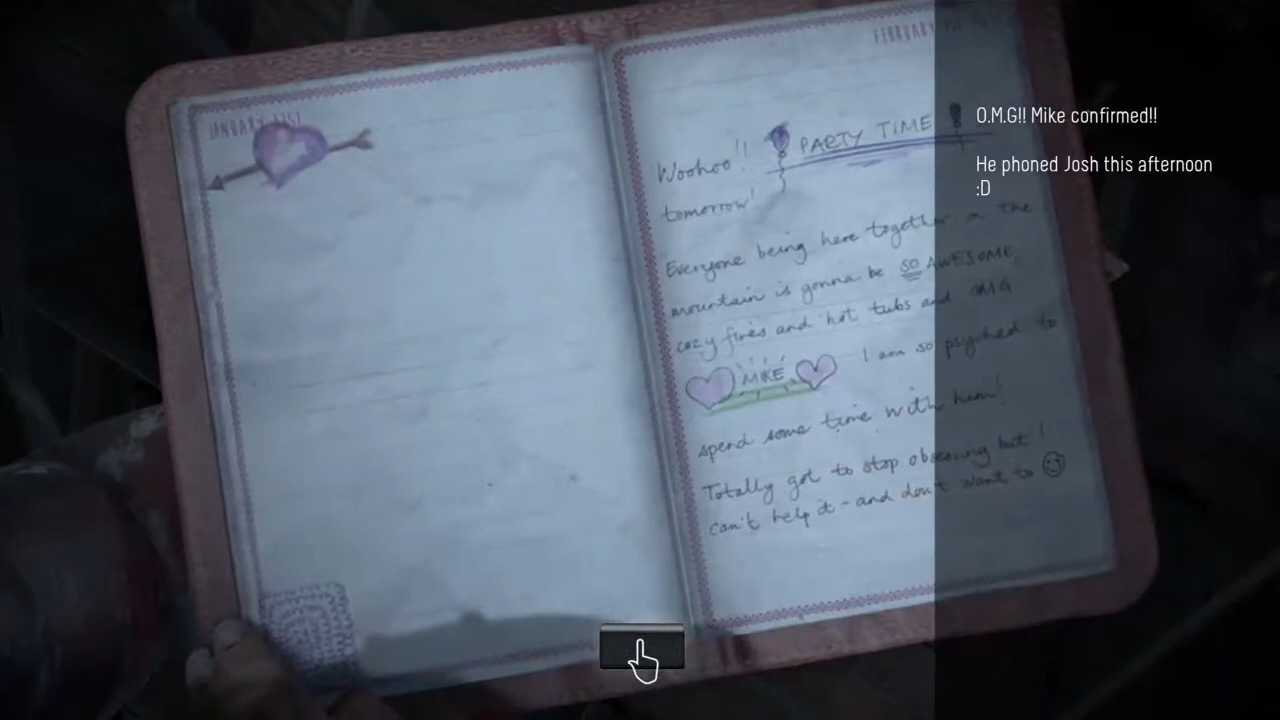 JANUARY 31ST
FEBRUARY
Woohoo!! PARTY TIME
tomorrow!
Everyone being here together on the
mountain is gonna be so AWESOME,
cozy fires and hot tubs and OMG
MIKE I am so psyched to
spend some time with him!
Totally got to stop obsessing but I
can't help it - and don't want to
O.M.G!! Mike confirmed!!
He phoned Josh this afternoon
:D